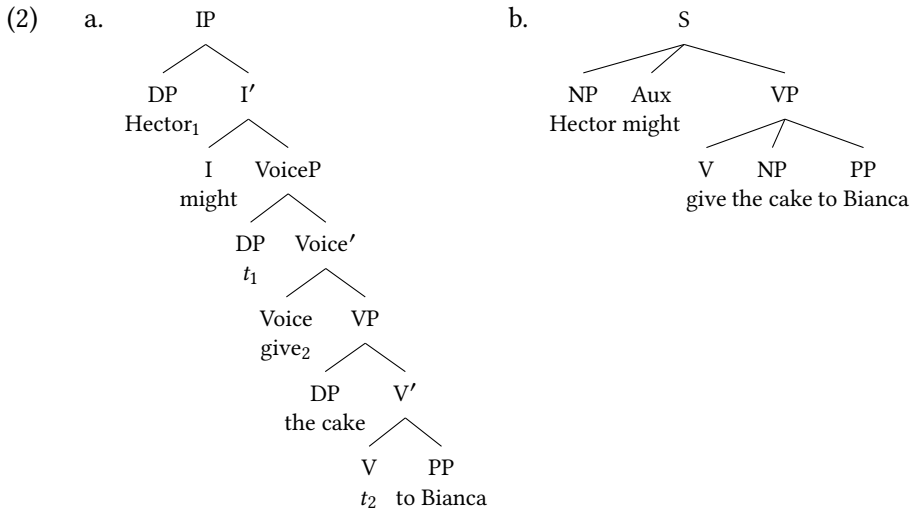 (2) a. IP b. S
DP I′ NP Aux VP
Hector₁ Hector might
I VoiceP V NP PP
might give the cake to Bianca
DP Voice′
t₁
Voice VP
give₂
DP V′
the cake
V PP
t₂ to Bianca